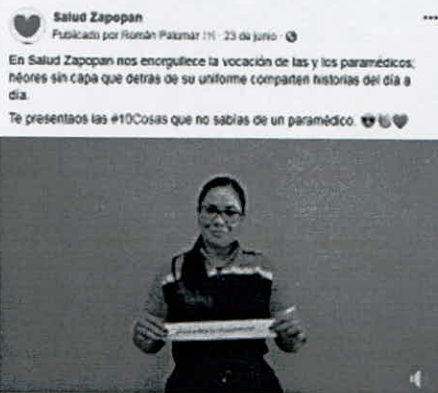 Salud Zapopan
Publicado por Román Palomar · 23 de junio ·
En Salud Zapopan nos enorgullece la vocación de las y los paramédicos;
héores sin capa que detrás de su uniforme comparten historias del día a
día.
Te presentaos las #10Cosas que no sabías de un paramédico.